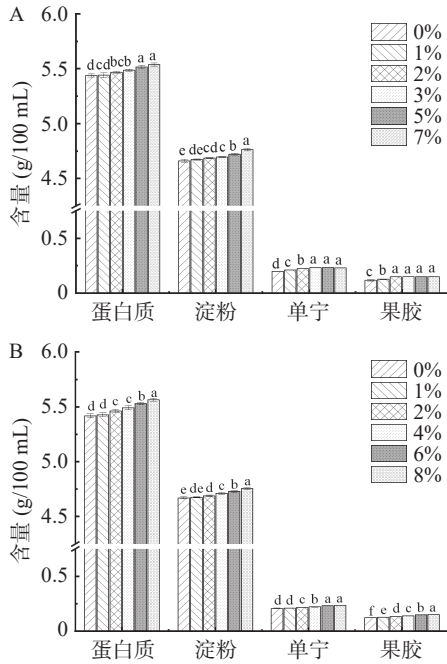 A
含量 (g/100 mL)
6.0
5.5
5.0
4.5
0.5
0
d cd bc b a a
e de cd c b a
d c b a a a
c b a a a a
0%
1%
2%
3%
5%
7%
蛋白质 淀粉 单宁 果胶
B
含量 (g/100 mL)
6.0
5.5
5.0
4.5
0.5
0
d d c c b a
e de d c b a
d d c b a a
f e d c b a
0%
1%
2%
4%
6%
8%
蛋白质 淀粉 单宁 果胶